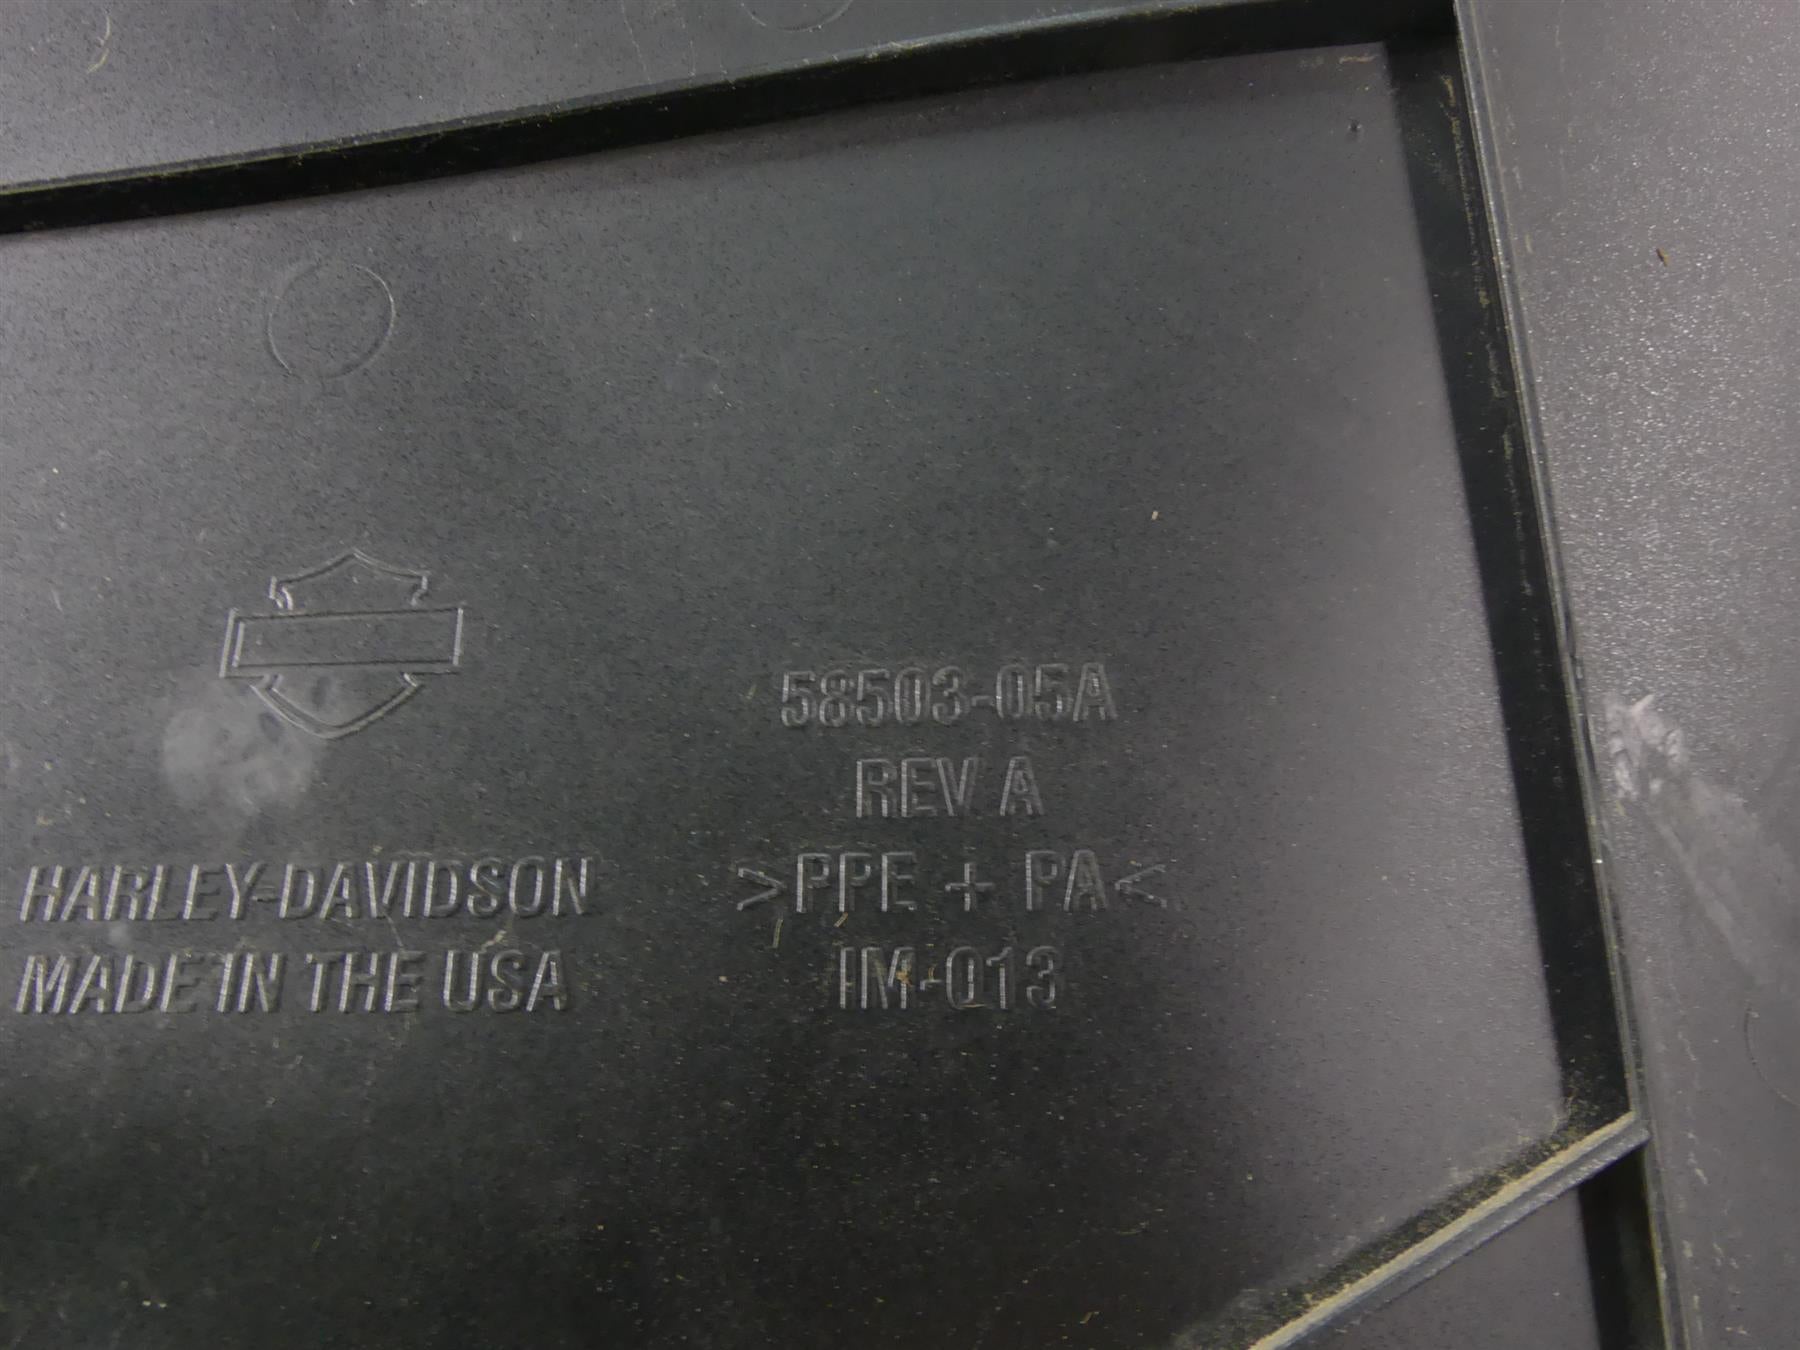 58503-05A
REV A
>PPE + PA<
IM-013
HARLEY-DAVIDSON
MADE IN THE USA